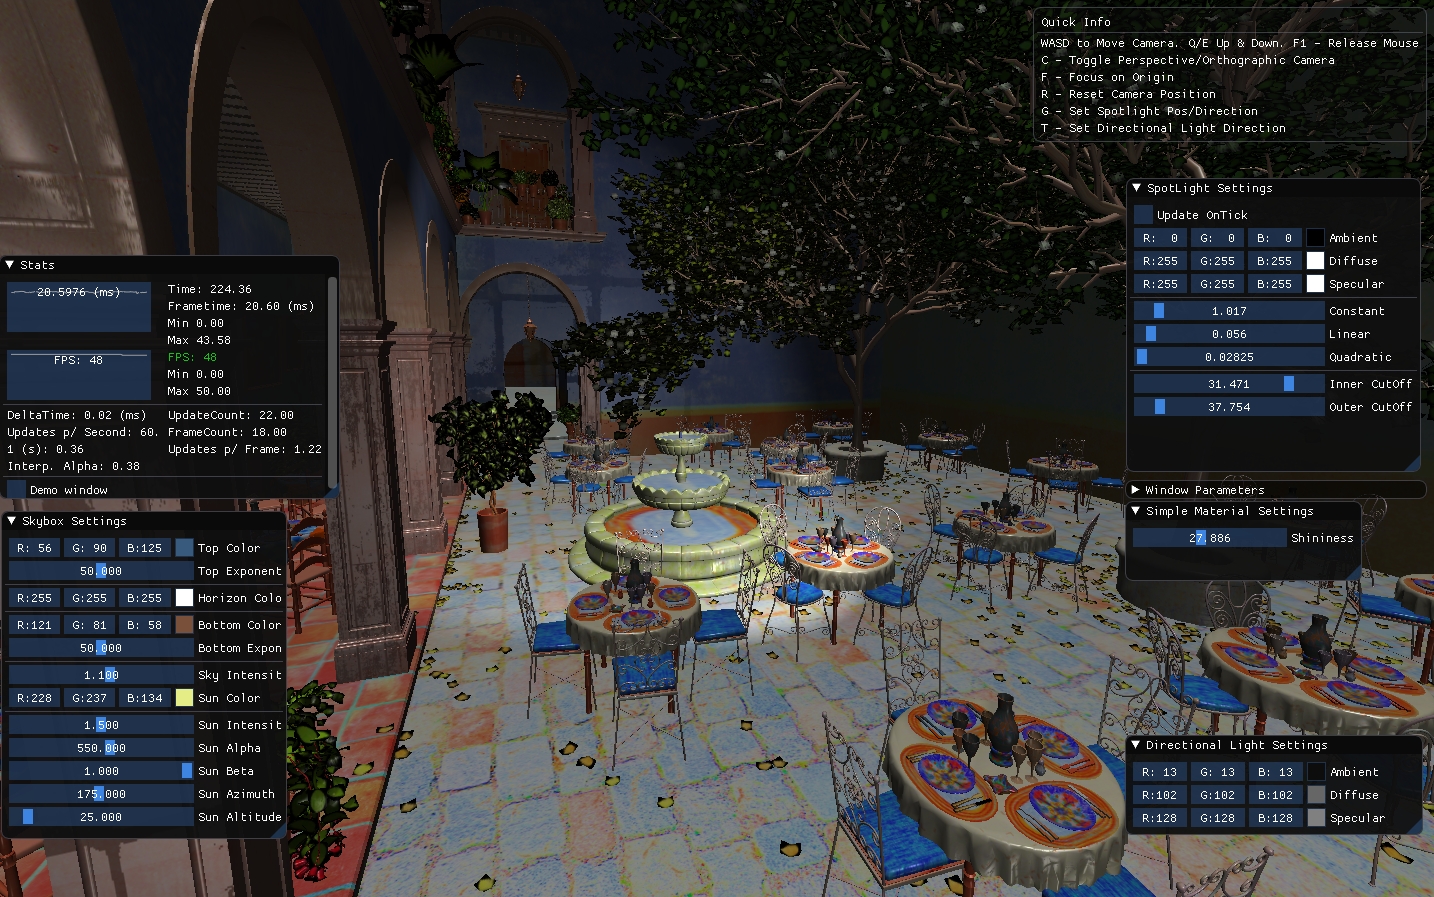 Quick Info
WASD to Move Camera. Q/E Up & Down. F1 - Release Mouse
C - Toggle Perspective/Orthographic Camera
F - Focus on Origin
R - Reset Camera Position
G - Set Spotlight Pos/Direction
T - Set Directional Light Direction
Stats
20.5976 (ms)
Time: 224.36
Frametime: 20.60 (ms)
Min 0.00
Max 43.58
FPS: 48
FPS: 48
Min 0.00
Max 50.00
DeltaTime: 0.02 (ms) UpdateCount: 22.00
Updates p/ Second: 60. FrameCount: 18.00
1 (s): 0.36 Updates p/ Frame: 1.22
Interp. Alpha: 0.38
Demo window
Skybox Settings
R: 56 G: 90 B:125 Top Color
50.000 Top Exponent
R:255 G:255 B:255 Horizon Colo
R:121 G: 81 B: 58 Bottom Color
50.000 Bottom Expon
1.100 Sky Intensit
R:228 G:237 B:134 Sun Color
1.500 Sun Intensit
550.000 Sun Alpha
1.000 Sun Beta
175.000 Sun Azimuth
25.000 Sun Altitude
SpotLight Settings
Update OnTick
R: 0 G: 0 B: 0 Ambient
R:255 G:255 B:255 Diffuse
R:255 G:255 B:255 Specular
1.017 Constant
0.056 Linear
0.02825 Quadratic
31.471 Inner CutOff
37.754 Outer CutOff
Window Parameters
Simple Material Settings
27.886 Shininess
Directional Light Settings
R: 13 G: 13 B: 13 Ambient
R:102 G:102 B:102 Diffuse
R:128 G:128 B:128 Specular